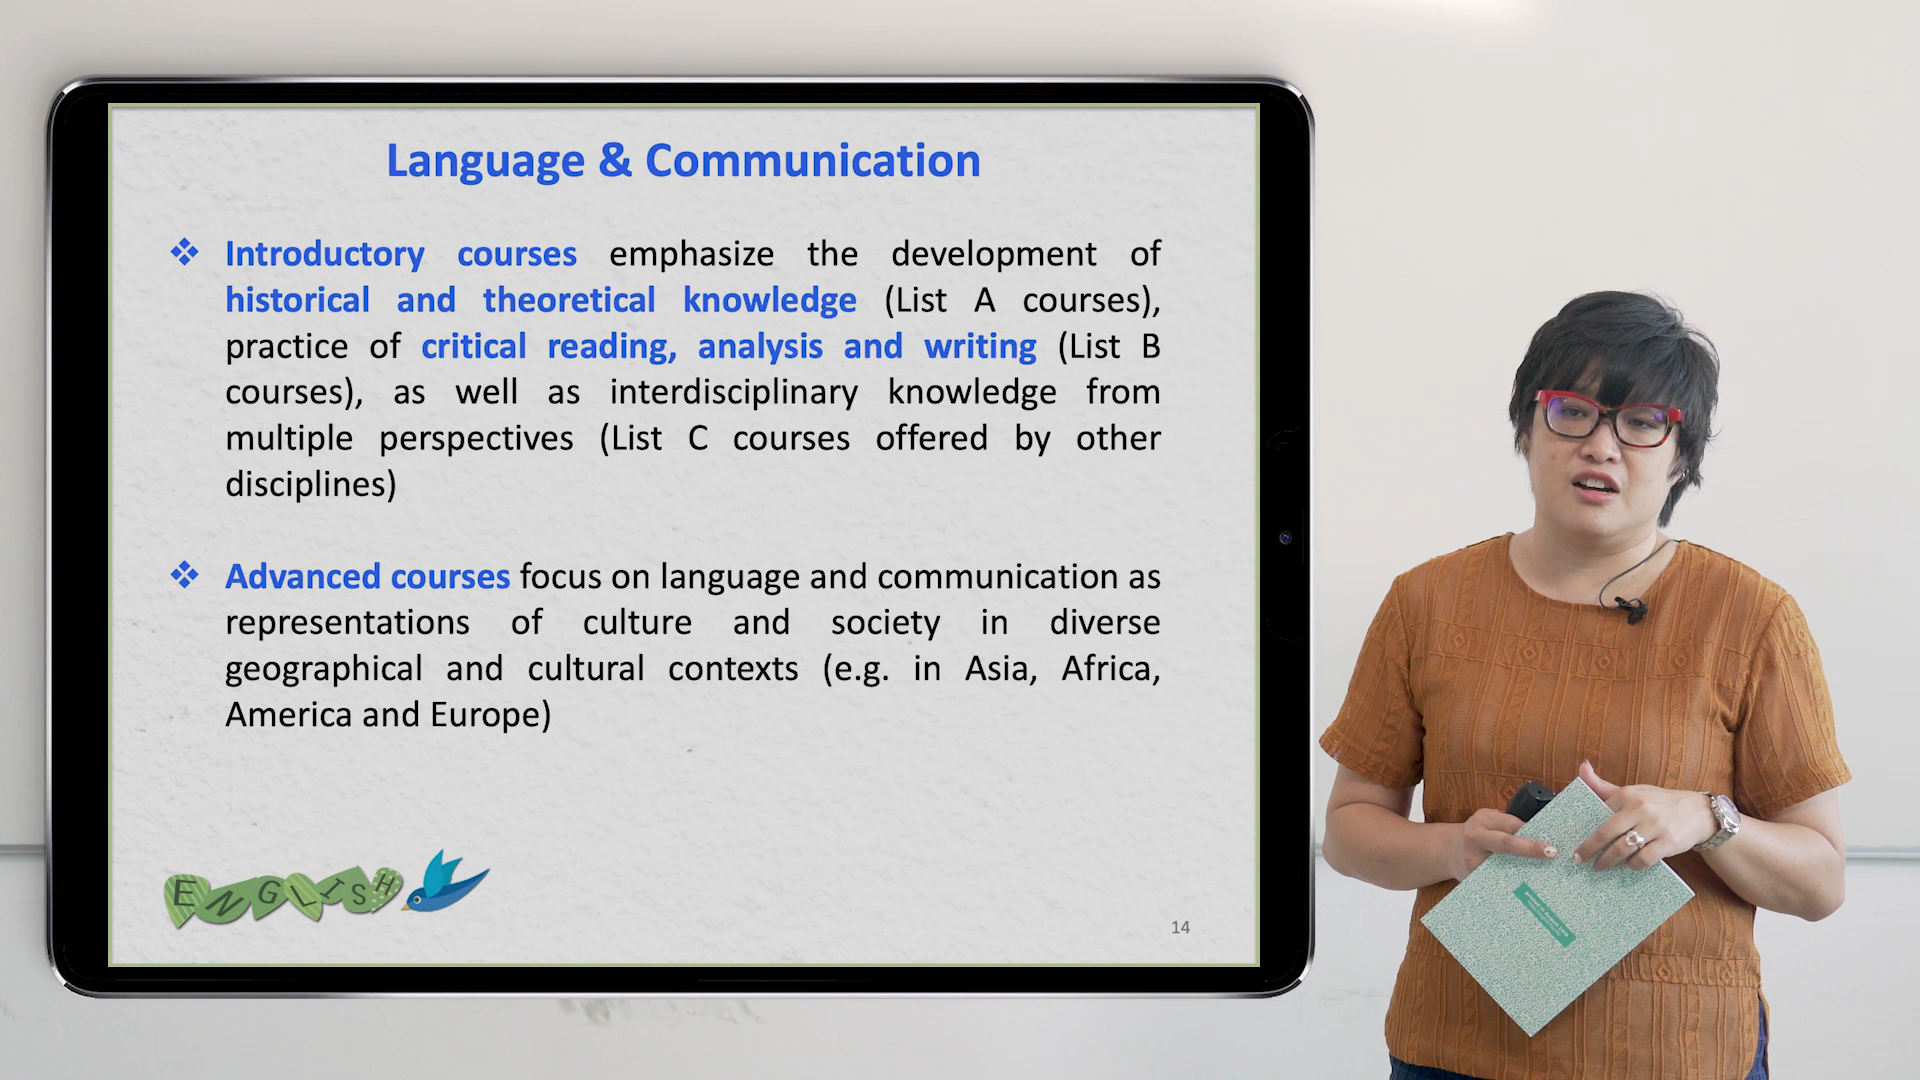 Language & Communication
❖ Introductory courses emphasize the development of
historical and theoretical knowledge (List A courses),
practice of critical reading, analysis and writing (List B
courses), as well as interdisciplinary knowledge from
multiple perspectives (List C courses offered by other
disciplines)
❖ Advanced courses focus on language and communication as
representations of culture and society in diverse
geographical and cultural contexts (e.g. in Asia, Africa,
America and Europe)
ENGLISH
14